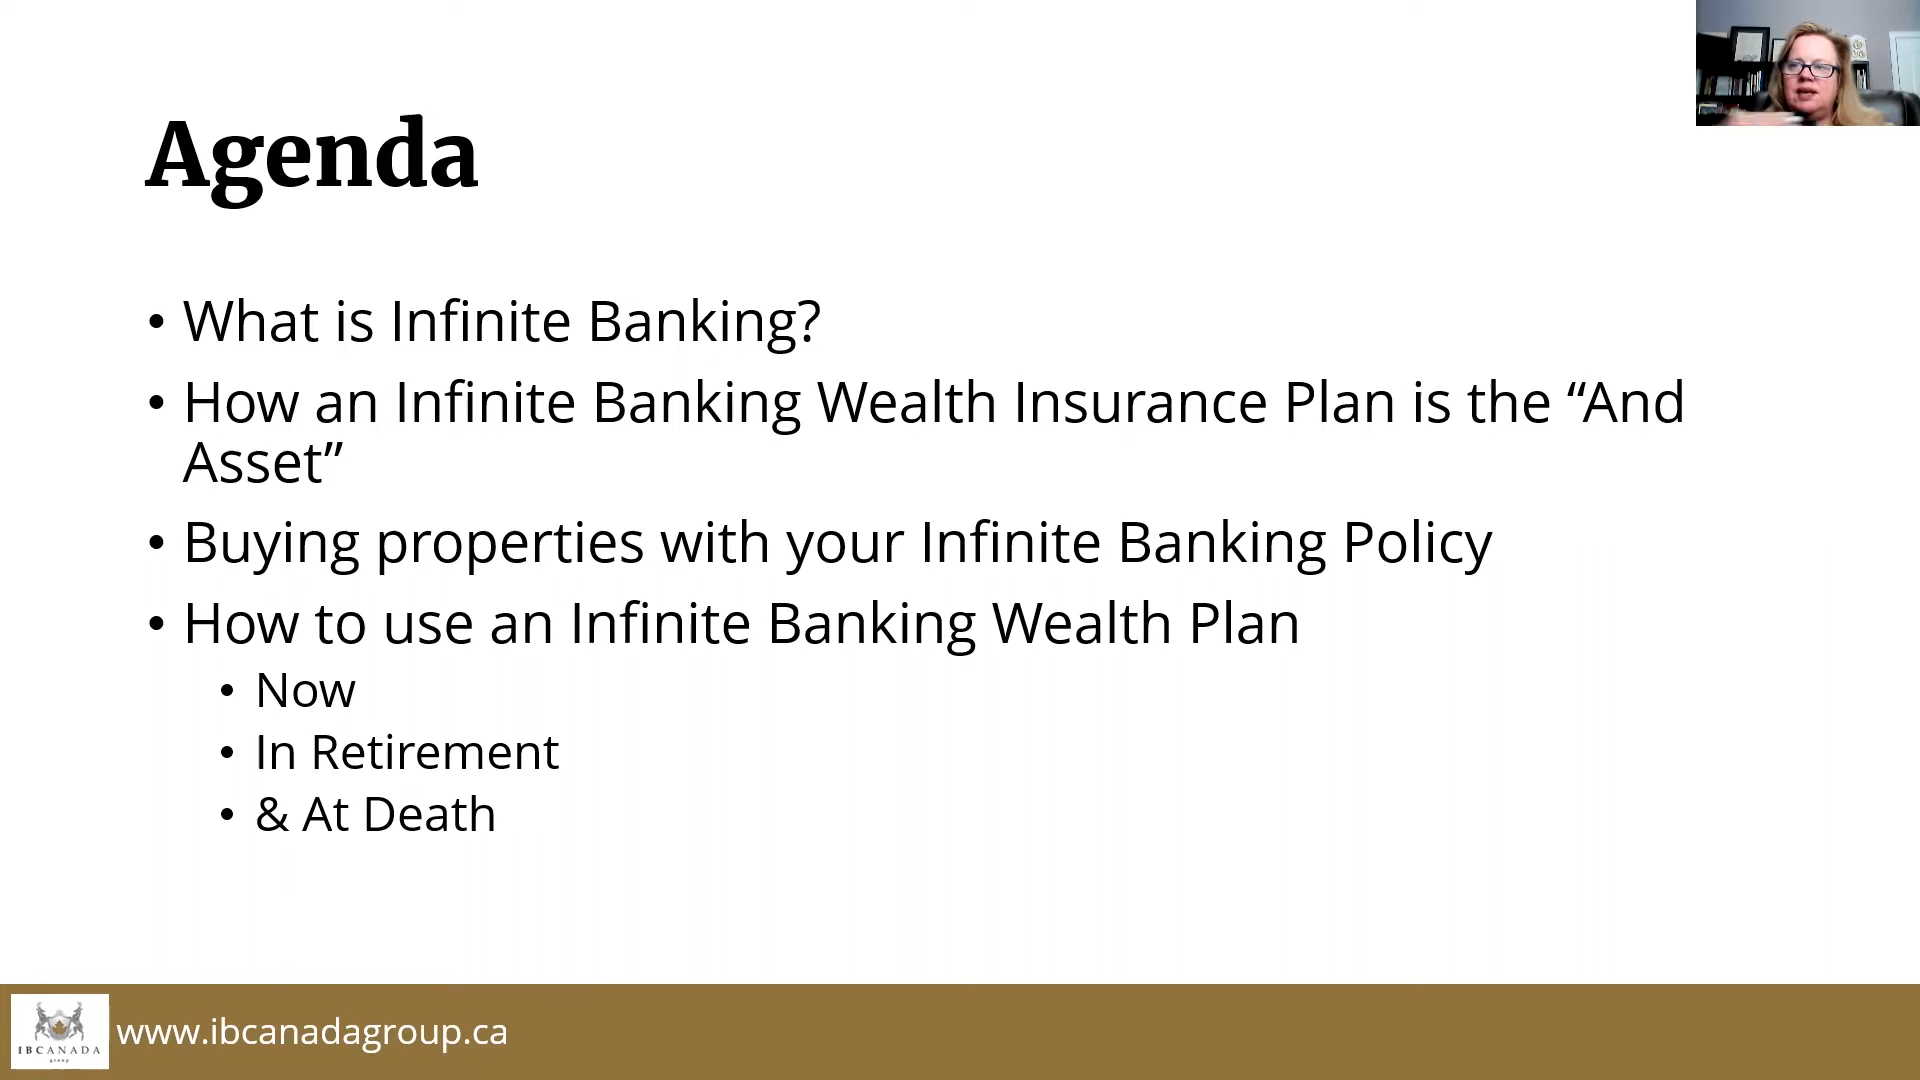 Agenda
• What is Infinite Banking?
• How an Infinite Banking Wealth Insurance Plan is the “And
Asset”
• Buying properties with your Infinite Banking Policy
• How to use an Infinite Banking Wealth Plan
• Now
• In Retirement
• & At Death
IBCANADA
group
www.ibcanadagroup.ca